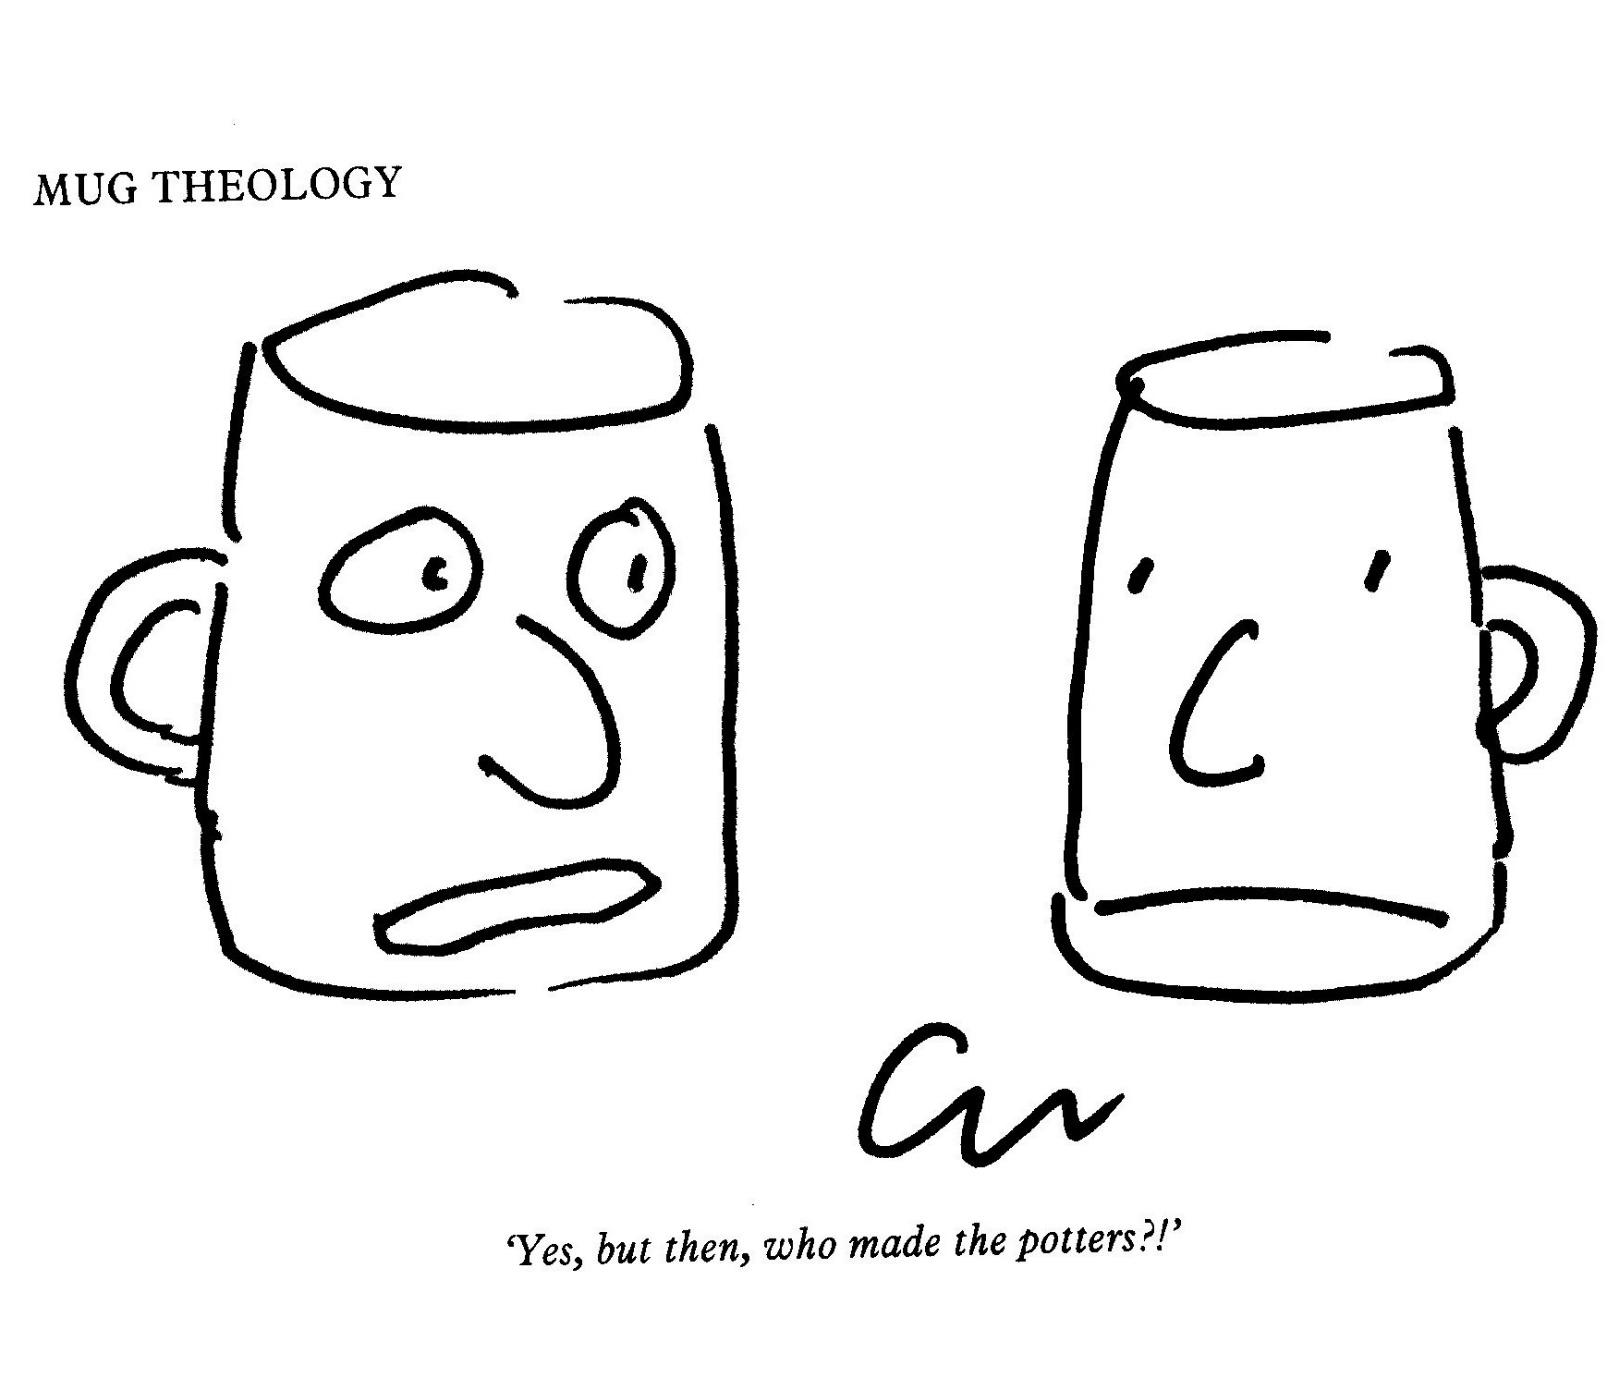 MUG THEOLOGY
‘Yes, but then, who made the potters?!’